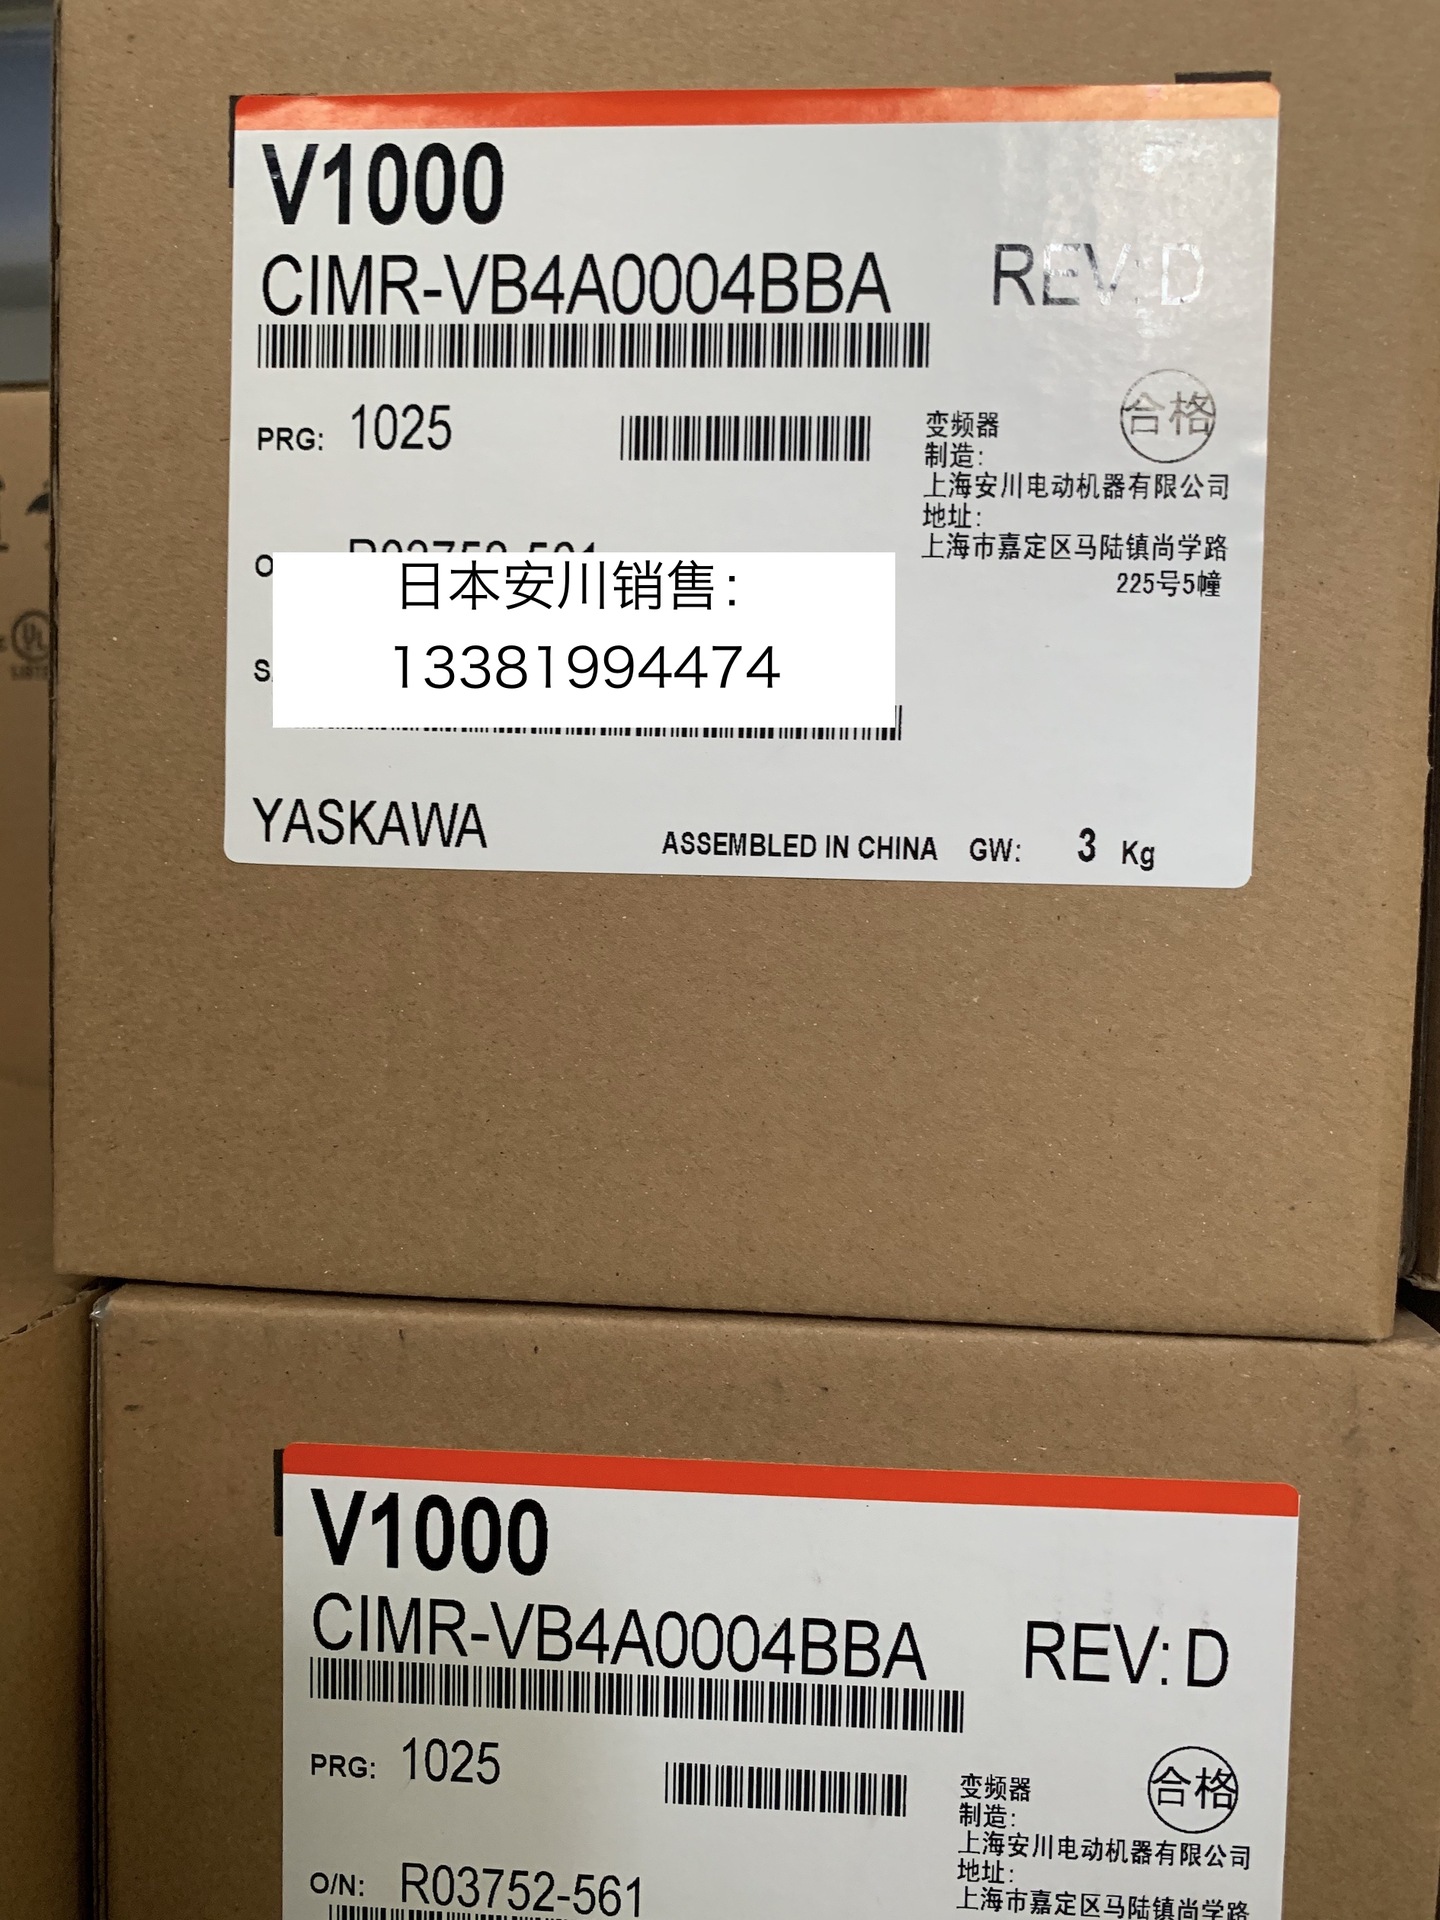 V1000
CIMR-VB4A0004BBA
REV: D
PRG: 1025
变频器
合格
制造:
上海安川电动机器有限公司
地址:
上海市嘉定区马陆镇尚学路
225号5幢
日本安川销售：
13381994474
YASKAWA
ASSEMBLED IN CHINA GW: 3 Kg
V1000
CIMR-VB4A0004BBA
REV: D
PRG: 1025
变频器
合格
制造:
上海安川电动机器有限公司
地址:
上海市嘉定区马陆镇尚学路
O/N: R03752-561